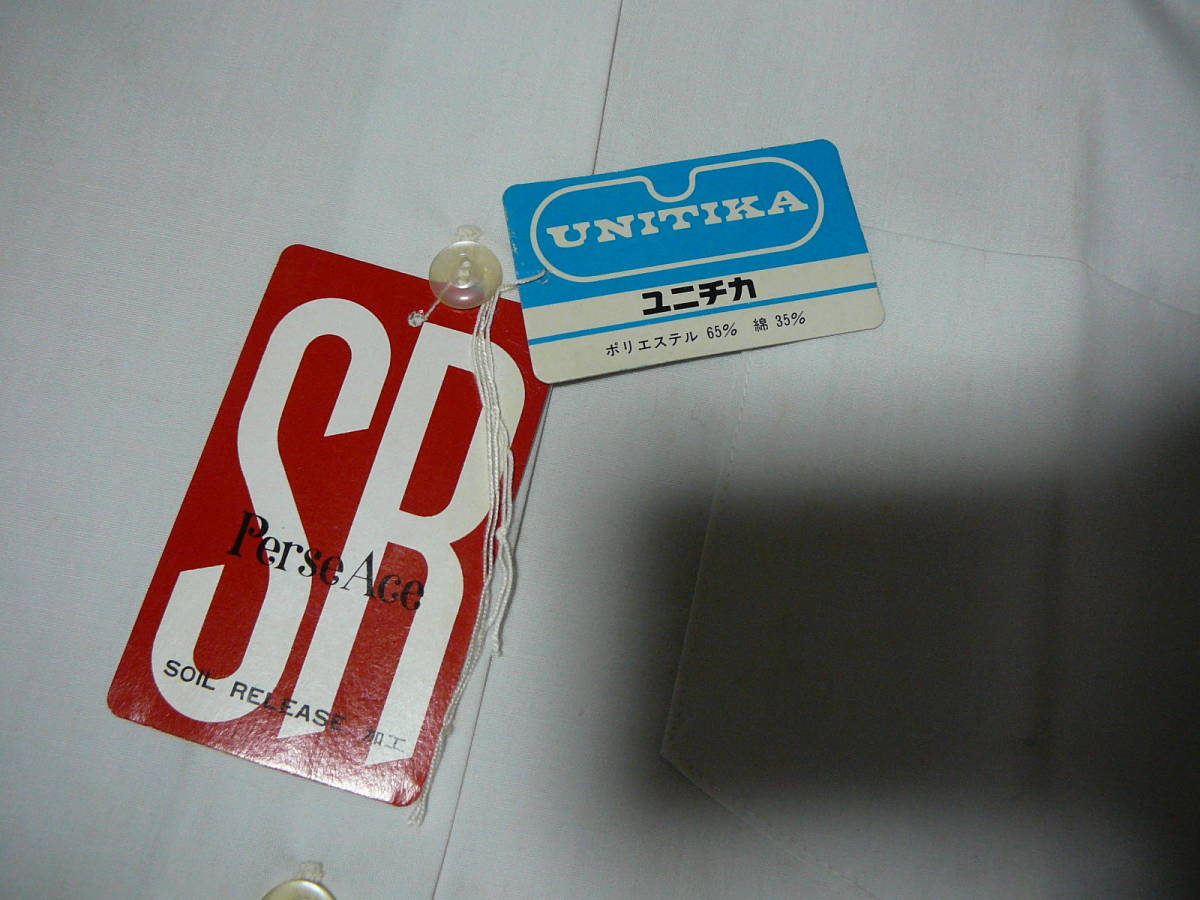 SR
Perse Ace
SOIL RELEASE 加工
UNITIKA
ユニチカ
ポリエステル 65% 綿 35%